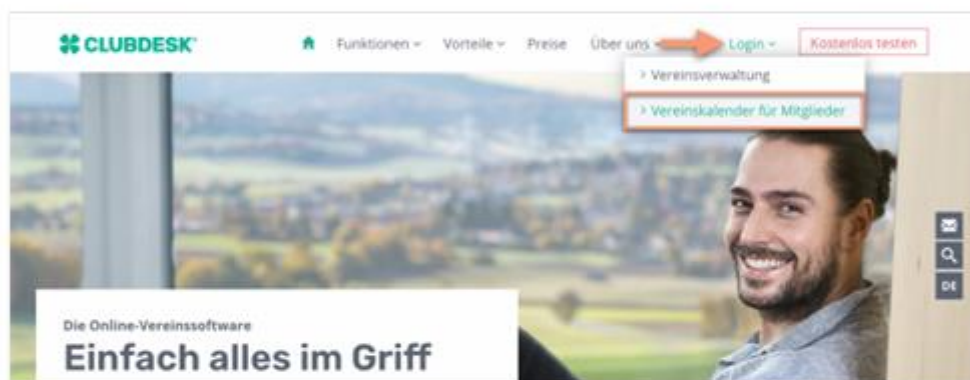 CLUBDESK
Funktionen Vorteile Preise Über uns Login Kostenlos testen
> Vereinsverwaltung
> Vereinskalender für Mitglieder
DE
Die Online-Vereinssoftware
Einfach alles im Griff